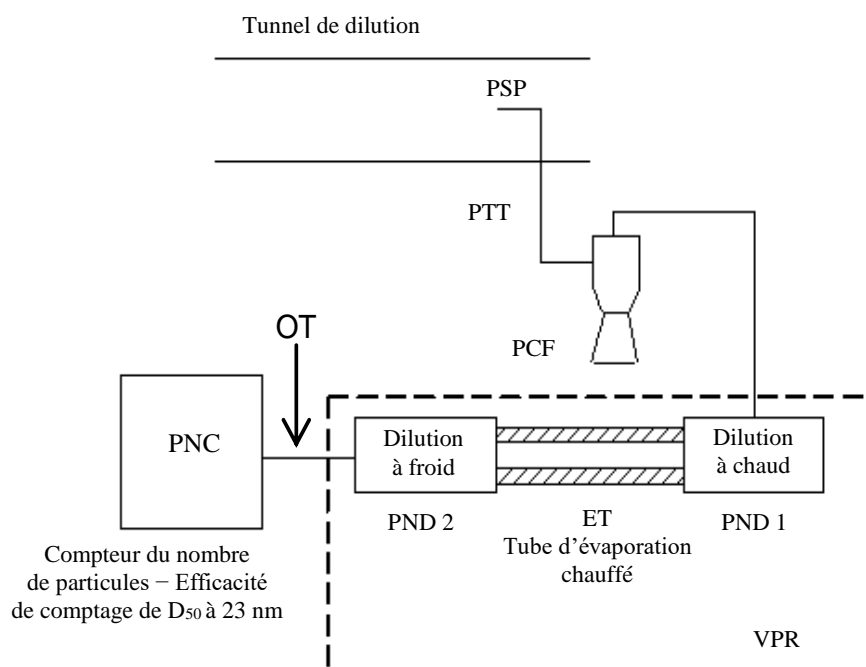 Tunnel de dilution
PSP
PTT
PCF
OT
PNC
Dilution
à froid
Dilution
à chaud
PND 2
ET
Tube d'évaporation
chauffé
PND 1
Compteur du nombre
de particules − Efficacité
de comptage de D₅₀ à 23 nm
VPR